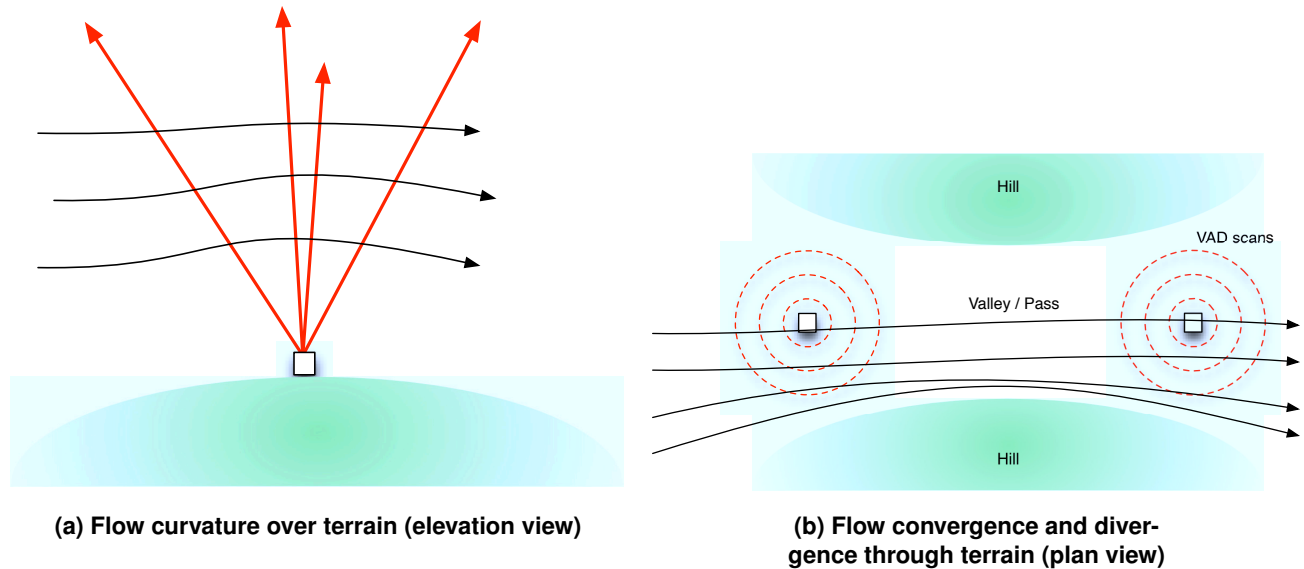 Hill
VAD scans
Valley / Pass
Hill
(a) Flow curvature over terrain (elevation view)
(b) Flow convergence and diver-
gence through terrain (plan view)